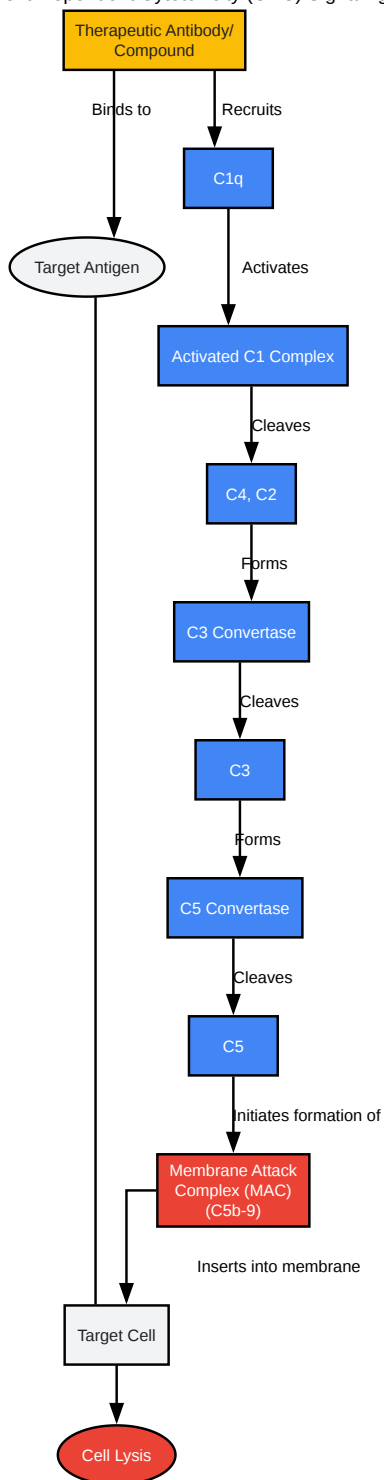 Therapeutic Antibody/
Compound
Binds to
Recruits
C1q
Target Antigen
Activates
Activated C1 Complex
Cleaves
C4, C2
Forms
C3 Convertase
Cleaves
C3
Forms
C5 Convertase
Cleaves
C5
Initiates formation of
Membrane Attack
Complex (MAC)
(C5b-9)
Inserts into membrane
Target Cell
Cell Lysis